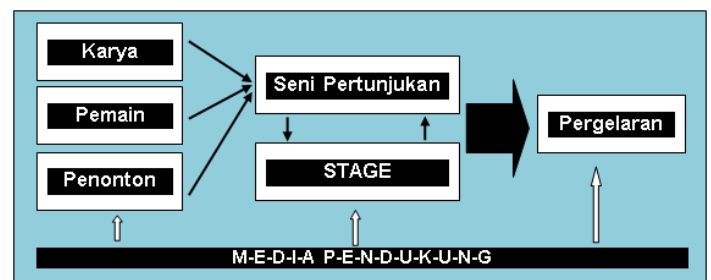 Karya
Pemain
Penonton
Seni Pertunjukan
STAGE
Pergelaran
M-E-D-I-A P-E-N-D-U-K-U-N-G